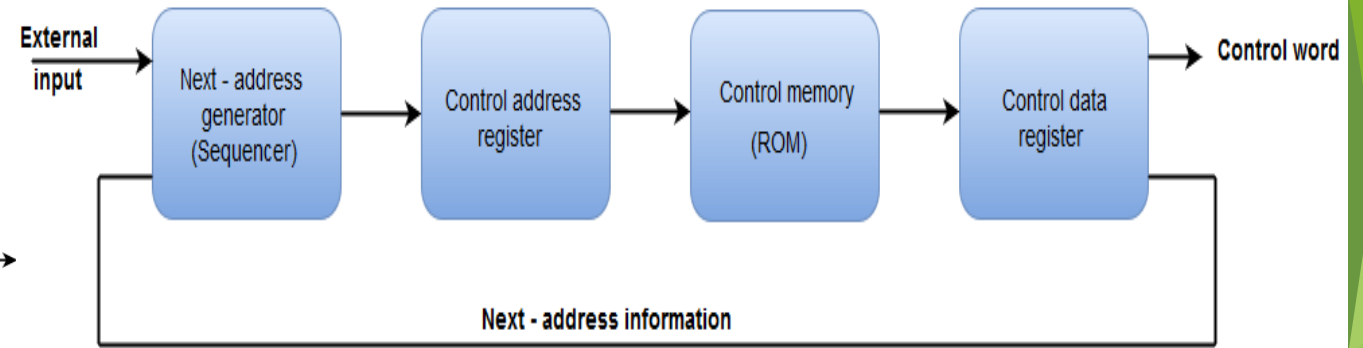 External
input
Next - address
generator
(Sequencer)
Control address
register
Control memory
(ROM)
Control data
register
Control word
Next - address information